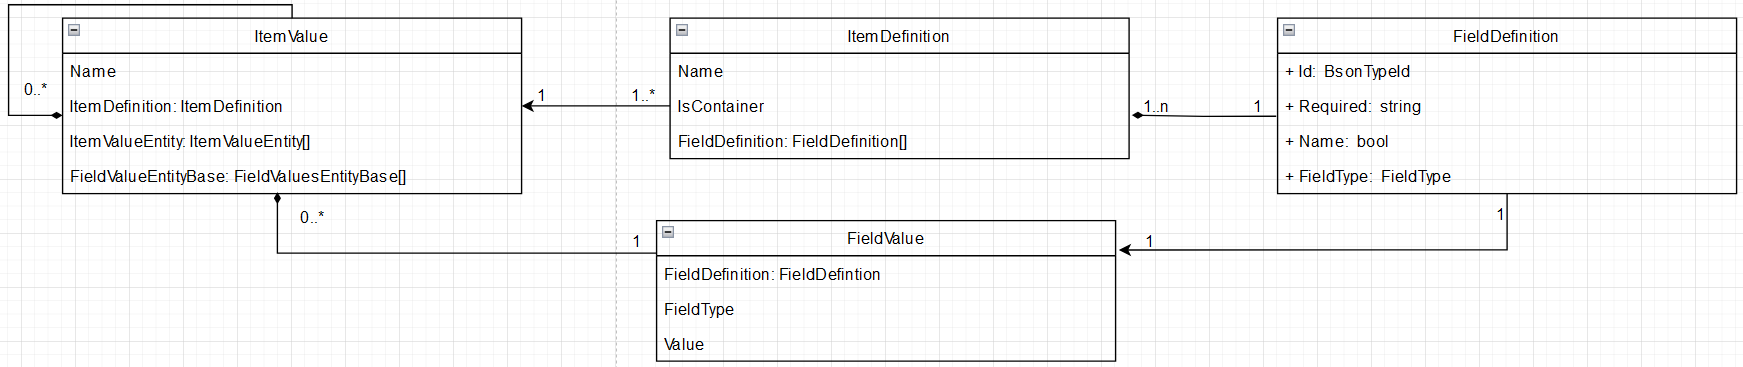 ItemValue
Name
ItemDefinition: ItemDefinition
ItemValueEntity: ItemValueEntity[]
FieldValueEntityBase: FieldValuesEntityBase[]
0..*
0..*
1
1..*
ItemDefinition
Name
IsContainer
FieldDefinition: FieldDefinition[]
1..n
1
FieldDefinition
+ Id: BsonTypeId
+ Required: string
+ Name: bool
+ FieldType: FieldType
1
1
1
FieldValue
FieldDefinition: FieldDefintion
FieldType
Value